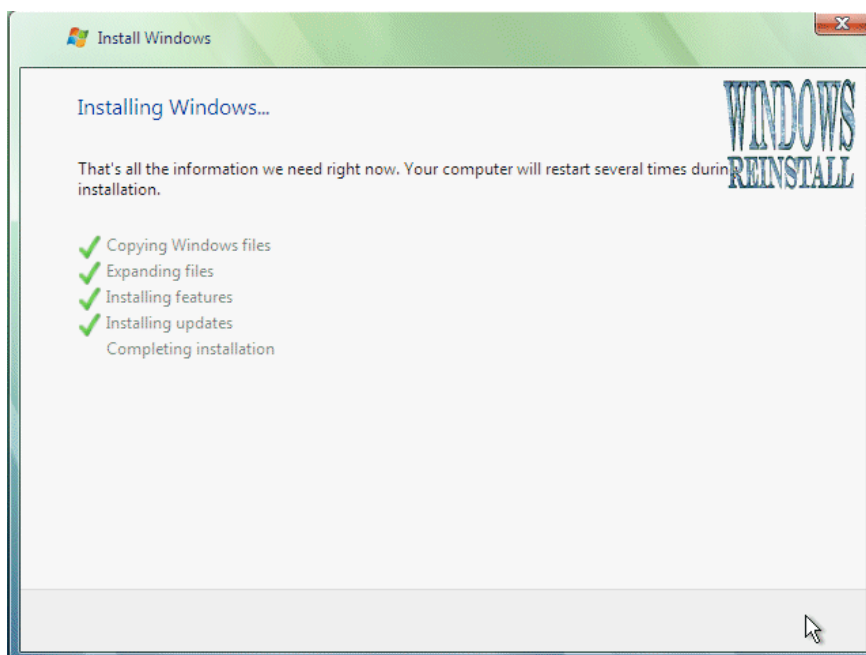 Install Windows
WINDOWS
REINSTALL
Installing Windows...
That's all the information we need right now. Your computer will restart several times during
installation.
Copying Windows files
Expanding files
Installing features
Installing updates
Completing installation